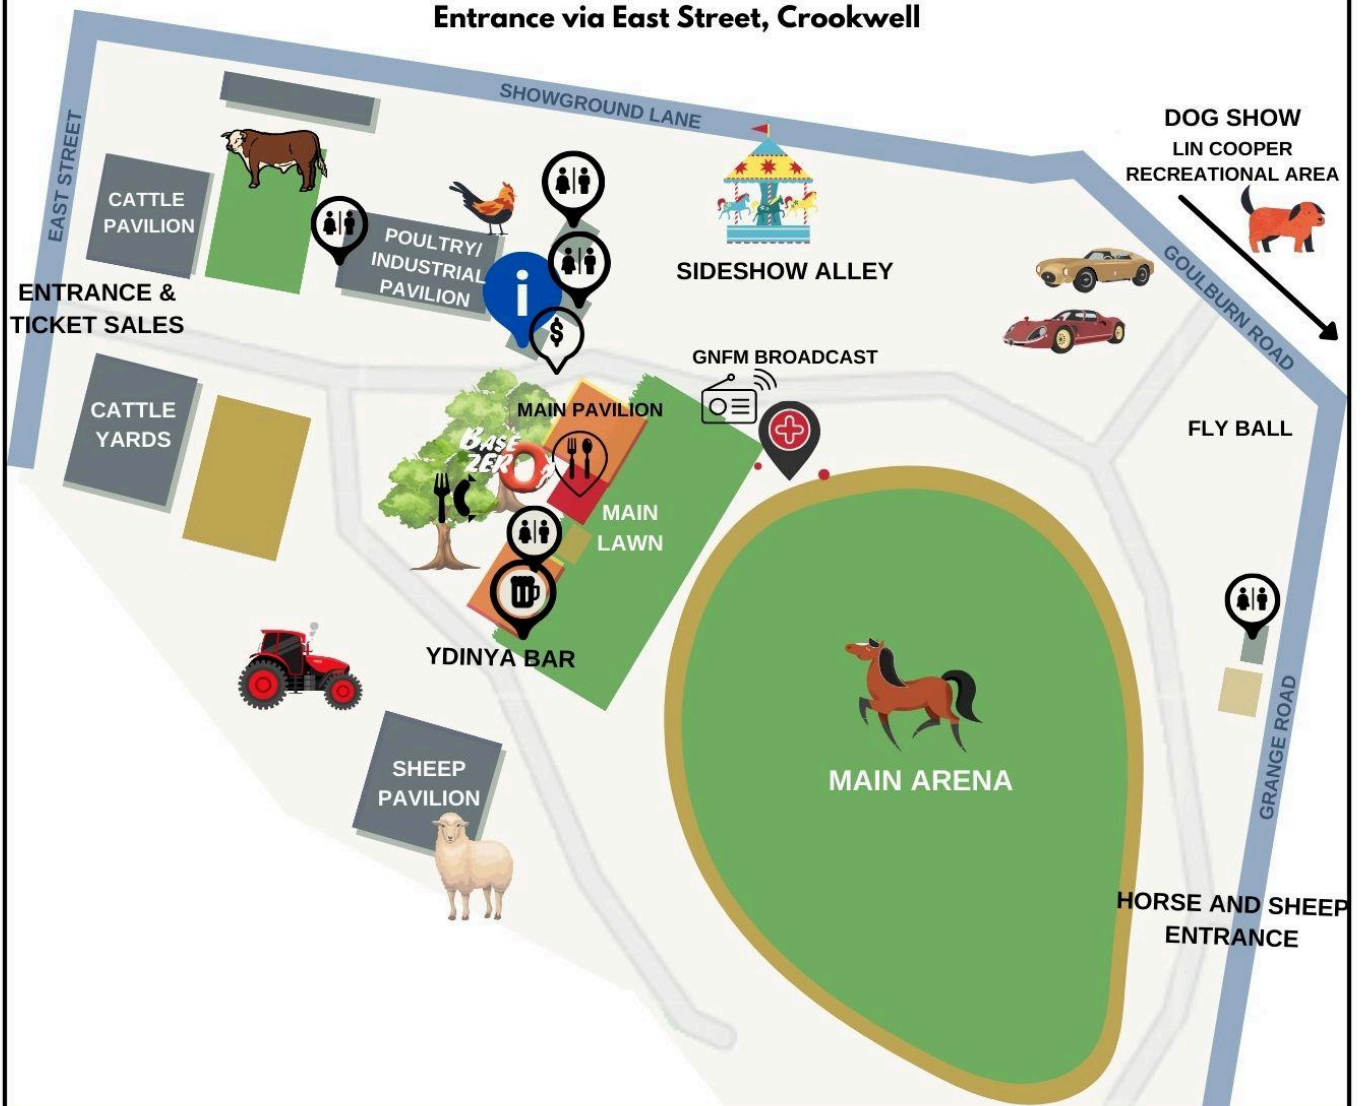 Entrance via East Street, Crookwell
SHOWGROUND LANE
EAST STREET
DOG SHOW
LIN COOPER
RECREATIONAL AREA
CATTLE
PAVILION
POULTRY/
INDUSTRIAL
PAVILION
i
$
SIDESHOW ALLEY
GOULBURN ROAD
ENTRANCE &
TICKET SALES
GNFM BROADCAST
CATTLE
YARDS
MAIN PAVILION
BASE
ZERO
FLY BALL
MAIN
LAWN
YDINYA BAR
SHEEP
PAVILION
MAIN ARENA
GRANGE ROAD
HORSE AND SHEEP
ENTRANCE